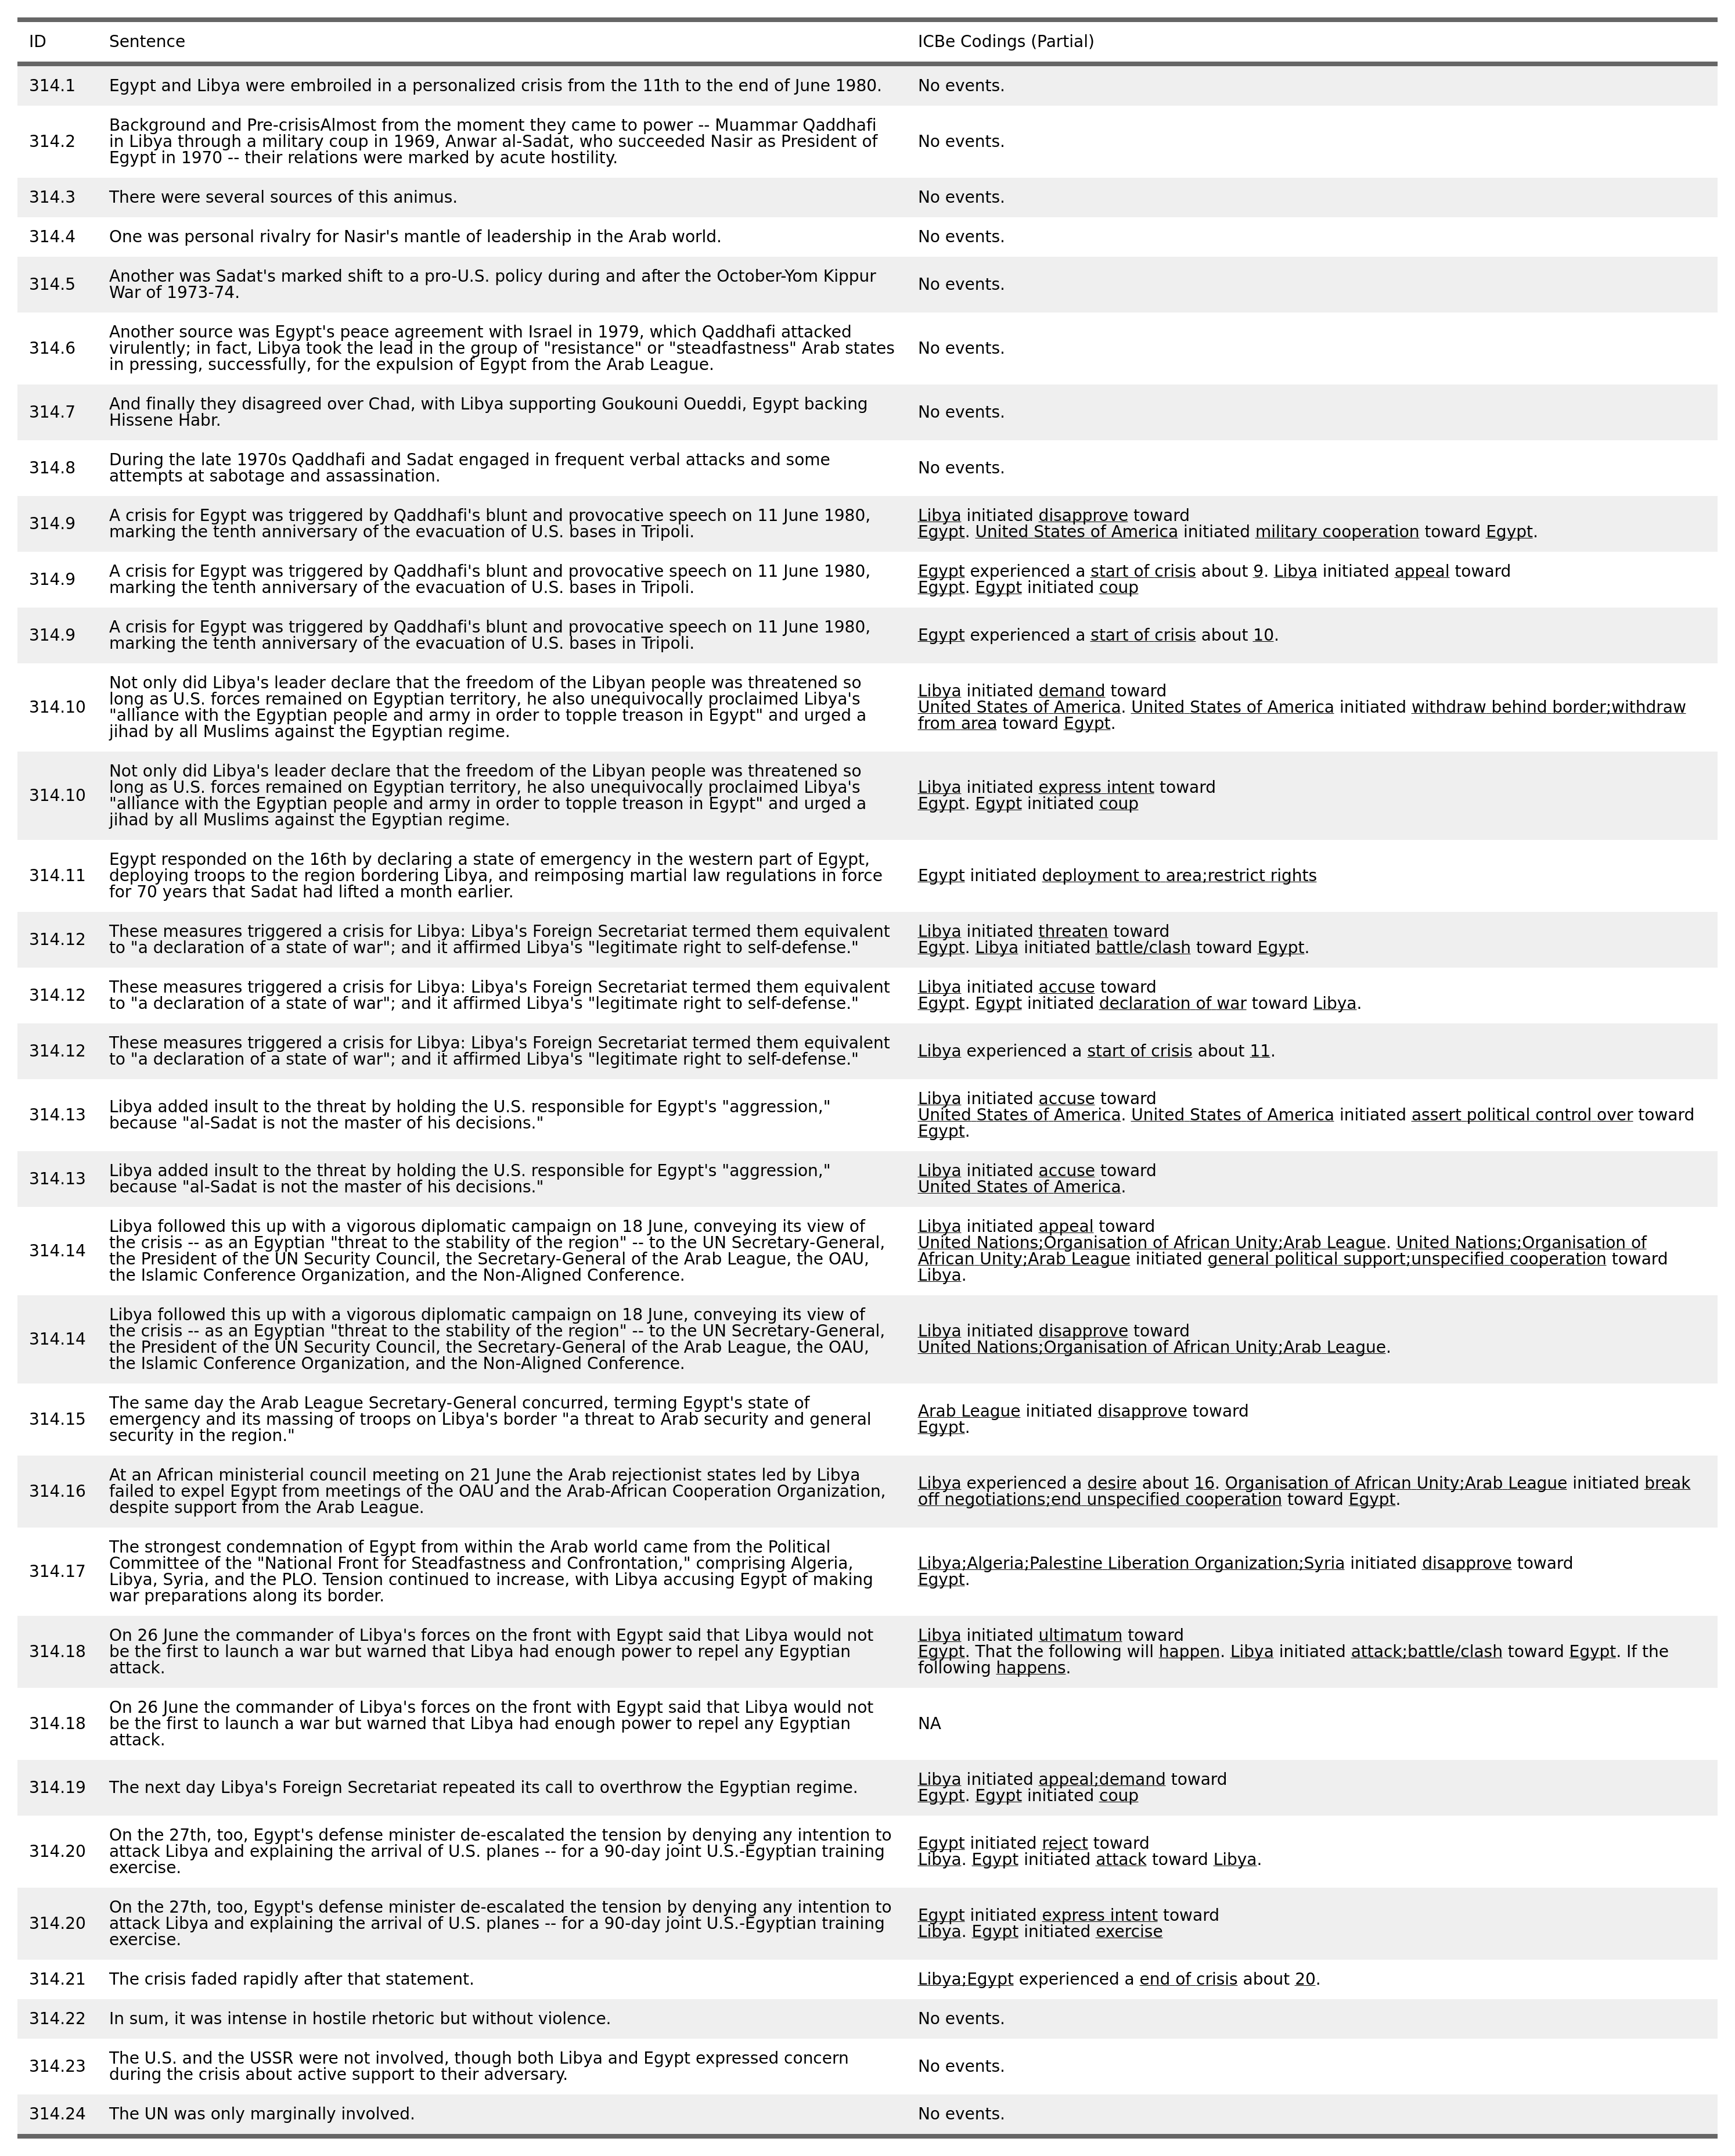 ID Sentence ICBe Codings (Partial)
314.1 Egypt and Libya were embroiled in a personalized crisis from the 11th to the end of June 1980. No events.
314.2 Background and Pre-crisisAlmost from the moment they came to power -- Muammar Qaddhafi
in Libya through a military coup in 1969, Anwar al-Sadat, who succeeded Nasir as President of
Egypt in 1970 -- their relations were marked by acute hostility.
No events.
314.3 There were several sources of this animus. No events.
314.4 One was personal rivalry for Nasir's mantle of leadership in the Arab world. No events.
314.5 Another was Sadat's marked shift to a pro-U.S. policy during and after the October-Yom Kippur
War of 1973-74.
No events.
314.6 Another source was Egypt's peace agreement with Israel in 1979, which Qaddhafi attacked
virulently; in fact, Libya took the lead in the group of "resistance" or "steadfastness" Arab states
in pressing, successfully, for the expulsion of Egypt from the Arab League.
No events.
314.7 And finally they disagreed over Chad, with Libya supporting Goukouni Oueddi, Egypt backing
Hissene Habr.
No events.
314.8 During the late 1970s Qaddhafi and Sadat engaged in frequent verbal attacks and some
attempts at sabotage and assassination.
No events.
314.9 A crisis for Egypt was triggered by Qaddhafi's blunt and provocative speech on 11 June 1980,
marking the tenth anniversary of the evacuation of U.S. bases in Tripoli.
Libya initiated disapprove toward
Egypt. United States of America initiated military cooperation toward Egypt.
314.9 A crisis for Egypt was triggered by Qaddhafi's blunt and provocative speech on 11 June 1980,
marking the tenth anniversary of the evacuation of U.S. bases in Tripoli.
Egypt experienced a start of crisis about 9. Libya initiated appeal toward
Egypt. Egypt initiated coup
314.9 A crisis for Egypt was triggered by Qaddhafi's blunt and provocative speech on 11 June 1980,
marking the tenth anniversary of the evacuation of U.S. bases in Tripoli.
Egypt experienced a start of crisis about 10.
314.10 Not only did Libya's leader declare that the freedom of the Libyan people was threatened so
long as U.S. forces remained on Egyptian territory, he also unequivocally proclaimed Libya's
"alliance with the Egyptian people and army in order to topple treason in Egypt" and urged a
jihad by all Muslims against the Egyptian regime.
Libya initiated demand toward
United States of America. United States of America initiated withdraw behind border;withdraw
from area toward Egypt.
314.10 Not only did Libya's leader declare that the freedom of the Libyan people was threatened so
long as U.S. forces remained on Egyptian territory, he also unequivocally proclaimed Libya's
"alliance with the Egyptian people and army in order to topple treason in Egypt" and urged a
jihad by all Muslims against the Egyptian regime.
Libya initiated express intent toward
Egypt. Egypt initiated coup
314.11 Egypt responded on the 16th by declaring a state of emergency in the western part of Egypt,
deploying troops to the region bordering Libya, and reimposing martial law regulations in force
for 70 years that Sadat had lifted a month earlier.
Egypt initiated deployment to area;restrict rights
314.12 These measures triggered a crisis for Libya: Libya's Foreign Secretariat termed them equivalent
to "a declaration of a state of war"; and it affirmed Libya's "legitimate right to self-defense."
Libya initiated threaten toward
Egypt. Libya initiated battle/clash toward Egypt.
314.12 These measures triggered a crisis for Libya: Libya's Foreign Secretariat termed them equivalent
to "a declaration of a state of war"; and it affirmed Libya's "legitimate right to self-defense."
Libya initiated accuse toward
Egypt. Egypt initiated declaration of war toward Libya.
314.12 These measures triggered a crisis for Libya: Libya's Foreign Secretariat termed them equivalent
to "a declaration of a state of war"; and it affirmed Libya's "legitimate right to self-defense."
Libya experienced a start of crisis about 11.
314.13 Libya added insult to the threat by holding the U.S. responsible for Egypt's "aggression,"
because "al-Sadat is not the master of his decisions."
Libya initiated accuse toward
United States of America. United States of America initiated assert political control over toward
Egypt.
314.13 Libya added insult to the threat by holding the U.S. responsible for Egypt's "aggression,"
because "al-Sadat is not the master of his decisions."
Libya initiated accuse toward
United States of America.
314.14 Libya followed this up with a vigorous diplomatic campaign on 18 June, conveying its view of
the crisis -- as an Egyptian "threat to the stability of the region" -- to the UN Secretary-General,
the President of the UN Security Council, the Secretary-General of the Arab League, the OAU,
the Islamic Conference Organization, and the Non-Aligned Conference.
Libya initiated appeal toward
United Nations;Organisation of African Unity;Arab League. United Nations;Organisation of
African Unity;Arab League initiated general political support;unspecified cooperation toward
Libya.
314.14 Libya followed this up with a vigorous diplomatic campaign on 18 June, conveying its view of
the crisis -- as an Egyptian "threat to the stability of the region" -- to the UN Secretary-General,
the President of the UN Security Council, the Secretary-General of the Arab League, the OAU,
the Islamic Conference Organization, and the Non-Aligned Conference.
Libya initiated disapprove toward
United Nations;Organisation of African Unity;Arab League.
314.15 The same day the Arab League Secretary-General concurred, terming Egypt's state of
emergency and its massing of troops on Libya's border "a threat to Arab security and general
security in the region."
Arab League initiated disapprove toward
Egypt.
314.16 At an African ministerial council meeting on 21 June the Arab rejectionist states led by Libya
failed to expel Egypt from meetings of the OAU and the Arab-African Cooperation Organization,
despite support from the Arab League.
Libya experienced a desire about 16. Organisation of African Unity;Arab League initiated break
off negotiations;end unspecified cooperation toward Egypt.
314.17 The strongest condemnation of Egypt from within the Arab world came from the Political
Committee of the "National Front for Steadfastness and Confrontation," comprising Algeria,
Libya, Syria, and the PLO. Tension continued to increase, with Libya accusing Egypt of making
war preparations along its border.
Libya;Algeria;Palestine Liberation Organization;Syria initiated disapprove toward
Egypt.
314.18 On 26 June the commander of Libya's forces on the front with Egypt said that Libya would not
be the first to launch a war but warned that Libya had enough power to repel any Egyptian
attack.
Libya initiated ultimatum toward
Egypt. That the following will happen. Libya initiated attack;battle/clash toward Egypt. If the
following happens.
314.18 On 26 June the commander of Libya's forces on the front with Egypt said that Libya would not
be the first to launch a war but warned that Libya had enough power to repel any Egyptian
attack.
NA
314.19 The next day Libya's Foreign Secretariat repeated its call to overthrow the Egyptian regime.
Libya initiated appeal;demand toward
Egypt. Egypt initiated coup
314.20 On the 27th, too, Egypt's defense minister de-escalated the tension by denying any intention to
attack Libya and explaining the arrival of U.S. planes -- for a 90-day joint U.S.-Egyptian training
exercise.
Egypt initiated reject toward
Libya. Egypt initiated attack toward Libya.
314.20 On the 27th, too, Egypt's defense minister de-escalated the tension by denying any intention to
attack Libya and explaining the arrival of U.S. planes -- for a 90-day joint U.S.-Egyptian training
exercise.
Egypt initiated express intent toward
Libya. Egypt initiated exercise
314.21 The crisis faded rapidly after that statement. Libya;Egypt experienced a end of crisis about 20.
314.22 In sum, it was intense in hostile rhetoric but without violence. No events.
314.23 The U.S. and the USSR were not involved, though both Libya and Egypt expressed concern
during the crisis about active support to their adversary.
No events.
314.24 The UN was only marginally involved. No events.